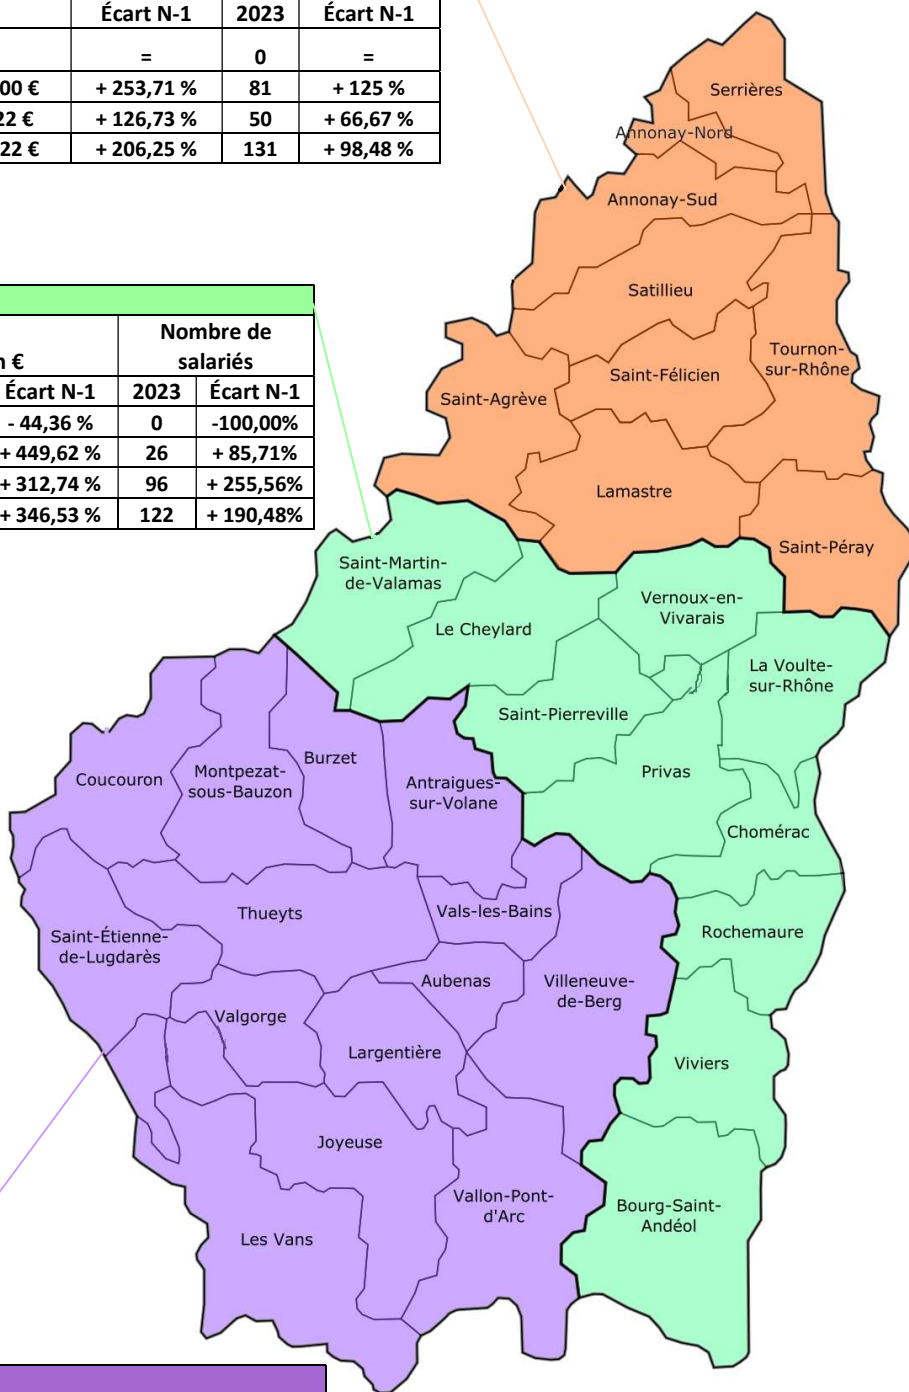 Écart N-1 2023 Écart N-1
= 0 =
00 € + 253,71 % 81 + 125 %
22 € + 126,73 % 50 + 66,67 %
22 € + 206,25 % 131 + 98,48 %
Nombre de
€ salariés
Écart N-1 2023 Écart N-1
- 44,36 % 0 -100,00%
+ 449,62 % 26 + 85,71%
+ 312,74 % 96 + 255,56%
+ 346,53 % 122 + 190,48%
Serrières
Annonay-Nord
Annonay-Sud
Satillieu
Tournon-
sur-Rhône
Saint-Félicien
Saint-Agrève
Lamastre
Saint-Péray
Saint-Martin-
de-Valamas
Vernoux-en-
Vivarais
Le Cheylard
La Voulte-
sur-Rhône
Saint-Pierreville
Privas
Chomérac
Rochemaure
Viviers
Bourg-Saint-
Andéol
Burzet
Coucouron
Montpezat-
sous-Bauzon
Antraigues-
sur-Volane
Thueyts
Vals-les-Bains
Saint-Étienne-
de-Lugdarès
Aubenas
Villeneuve-
de-Berg
Valgorge
Largentière
Joyeuse
Vallon-Pont-
d'Arc
Les Vans